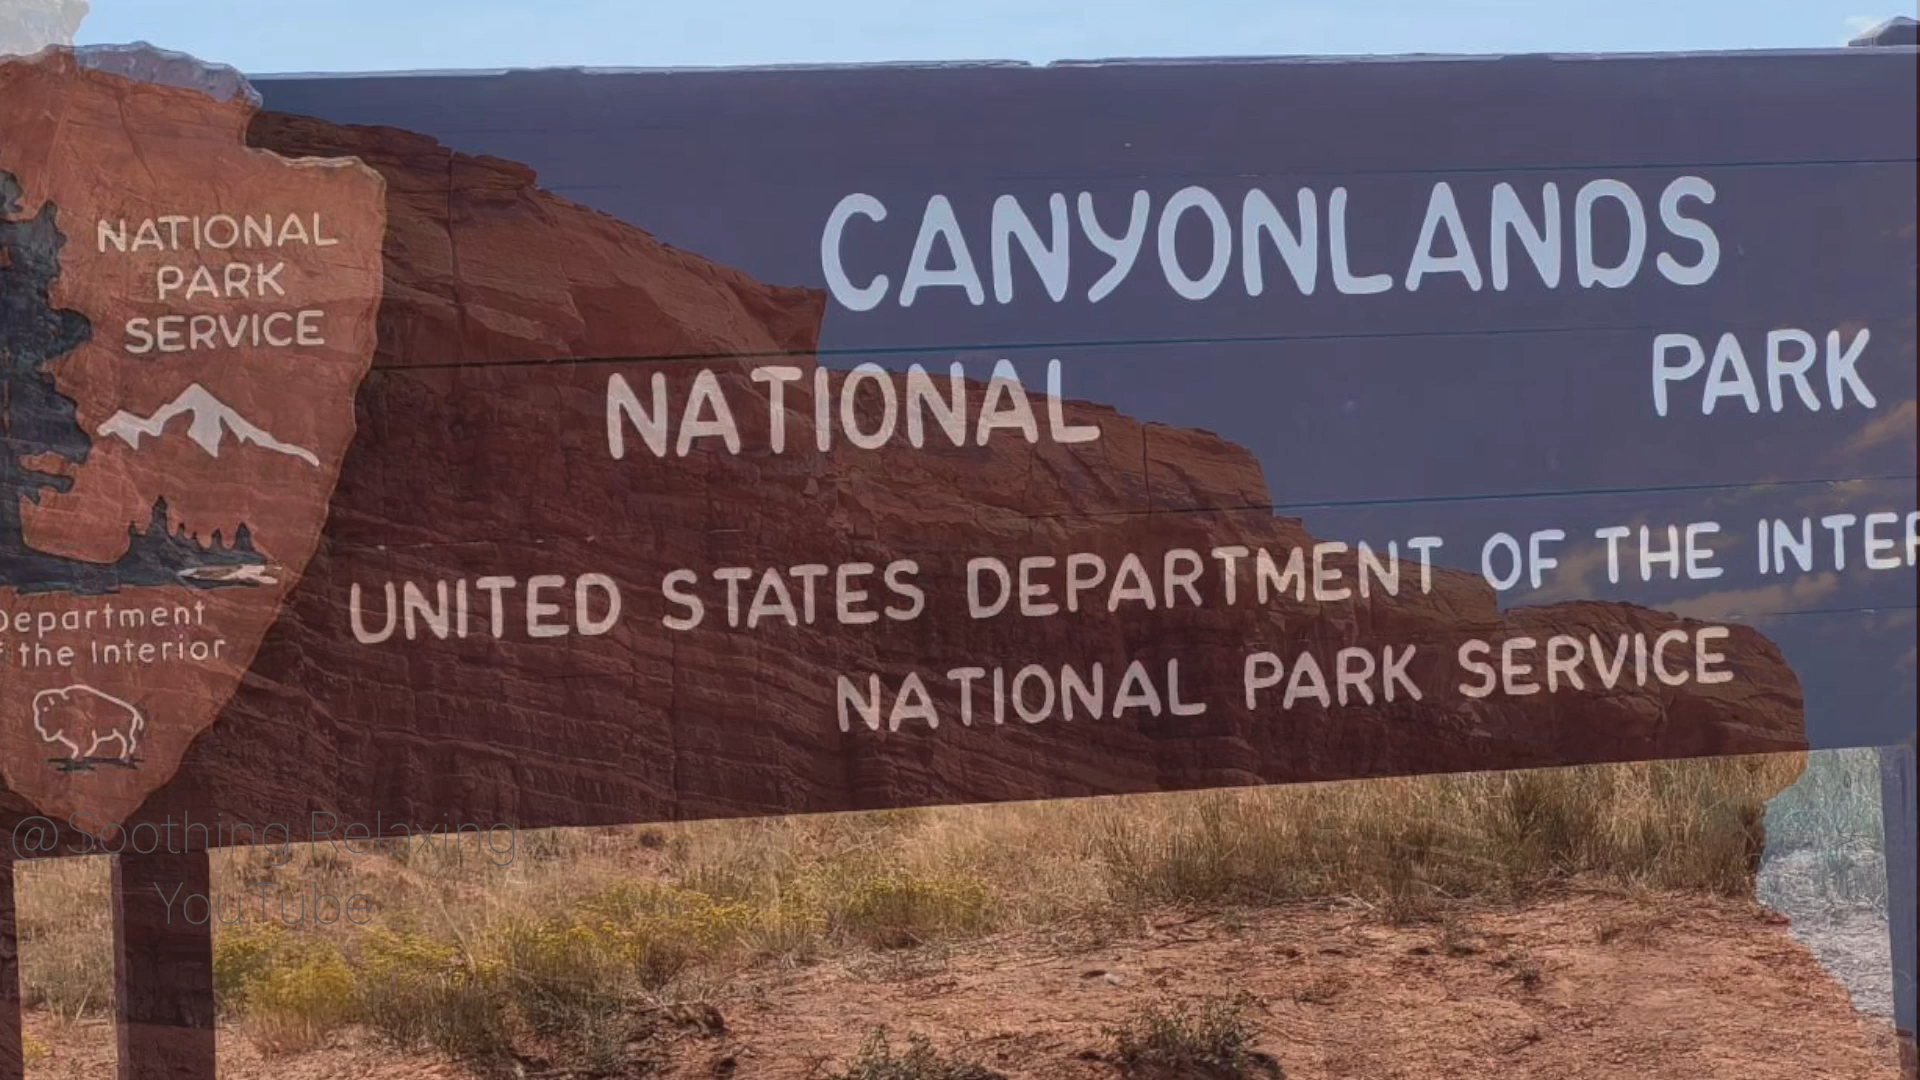 NATIONAL
PARK
SERVICE
Department
the Interior
CANYONLANDS
NATIONAL PARK
UNITED STATES DEPARTMENT OF THE INTER
NATIONAL PARK SERVICE
@Soothing Relaxing
YouTube